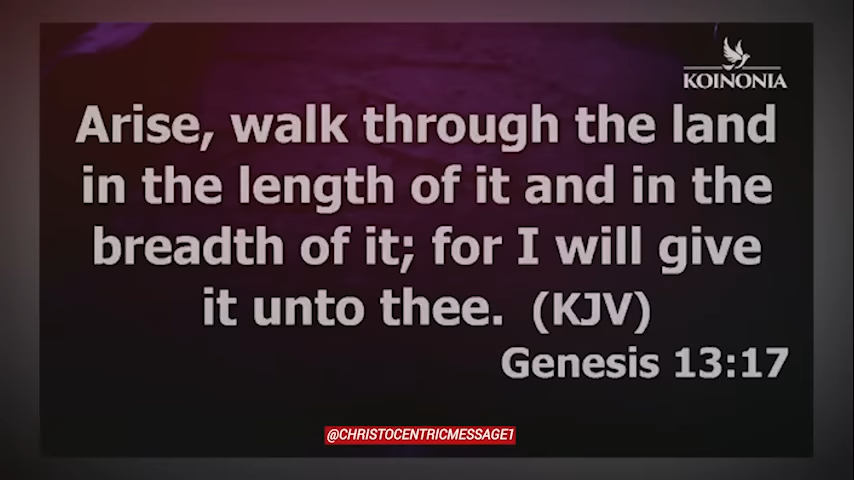 KOINONIA
Arise, walk through the land
in the length of it and in the
breadth of it; for I will give
it unto thee. (KJV)
Genesis 13:17
@CHRISTOCENTRICMESSAGE1